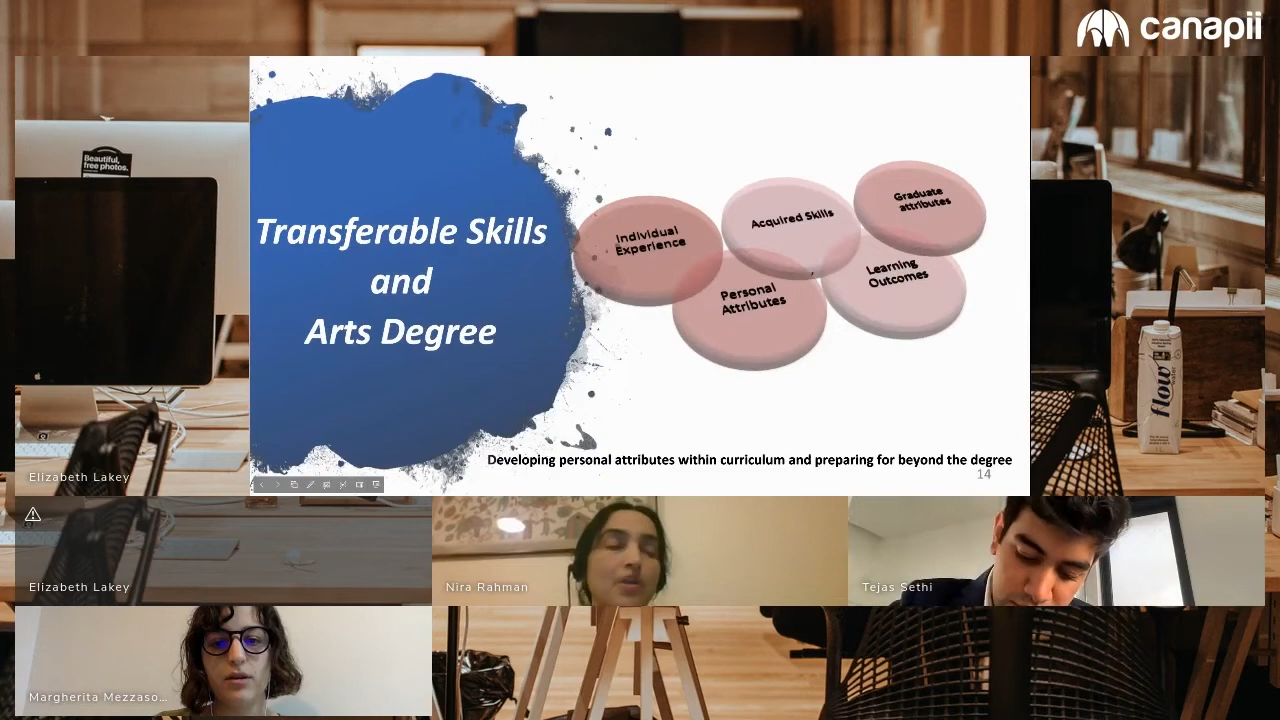 canapii
Beautiful,
free photos.
Transferable Skills
and
Arts Degree
Individual
Experience
Acquired Skills
Graduate
attributes
Personal
Attributes
Learning
Outcomes
Developing personal attributes within curriculum and preparing for beyond the degree
14
flow
Elizabeth Lakey
Elizabeth Lakey
Nira Rahman
Tejas Sethi
Margherita Mezzaso...